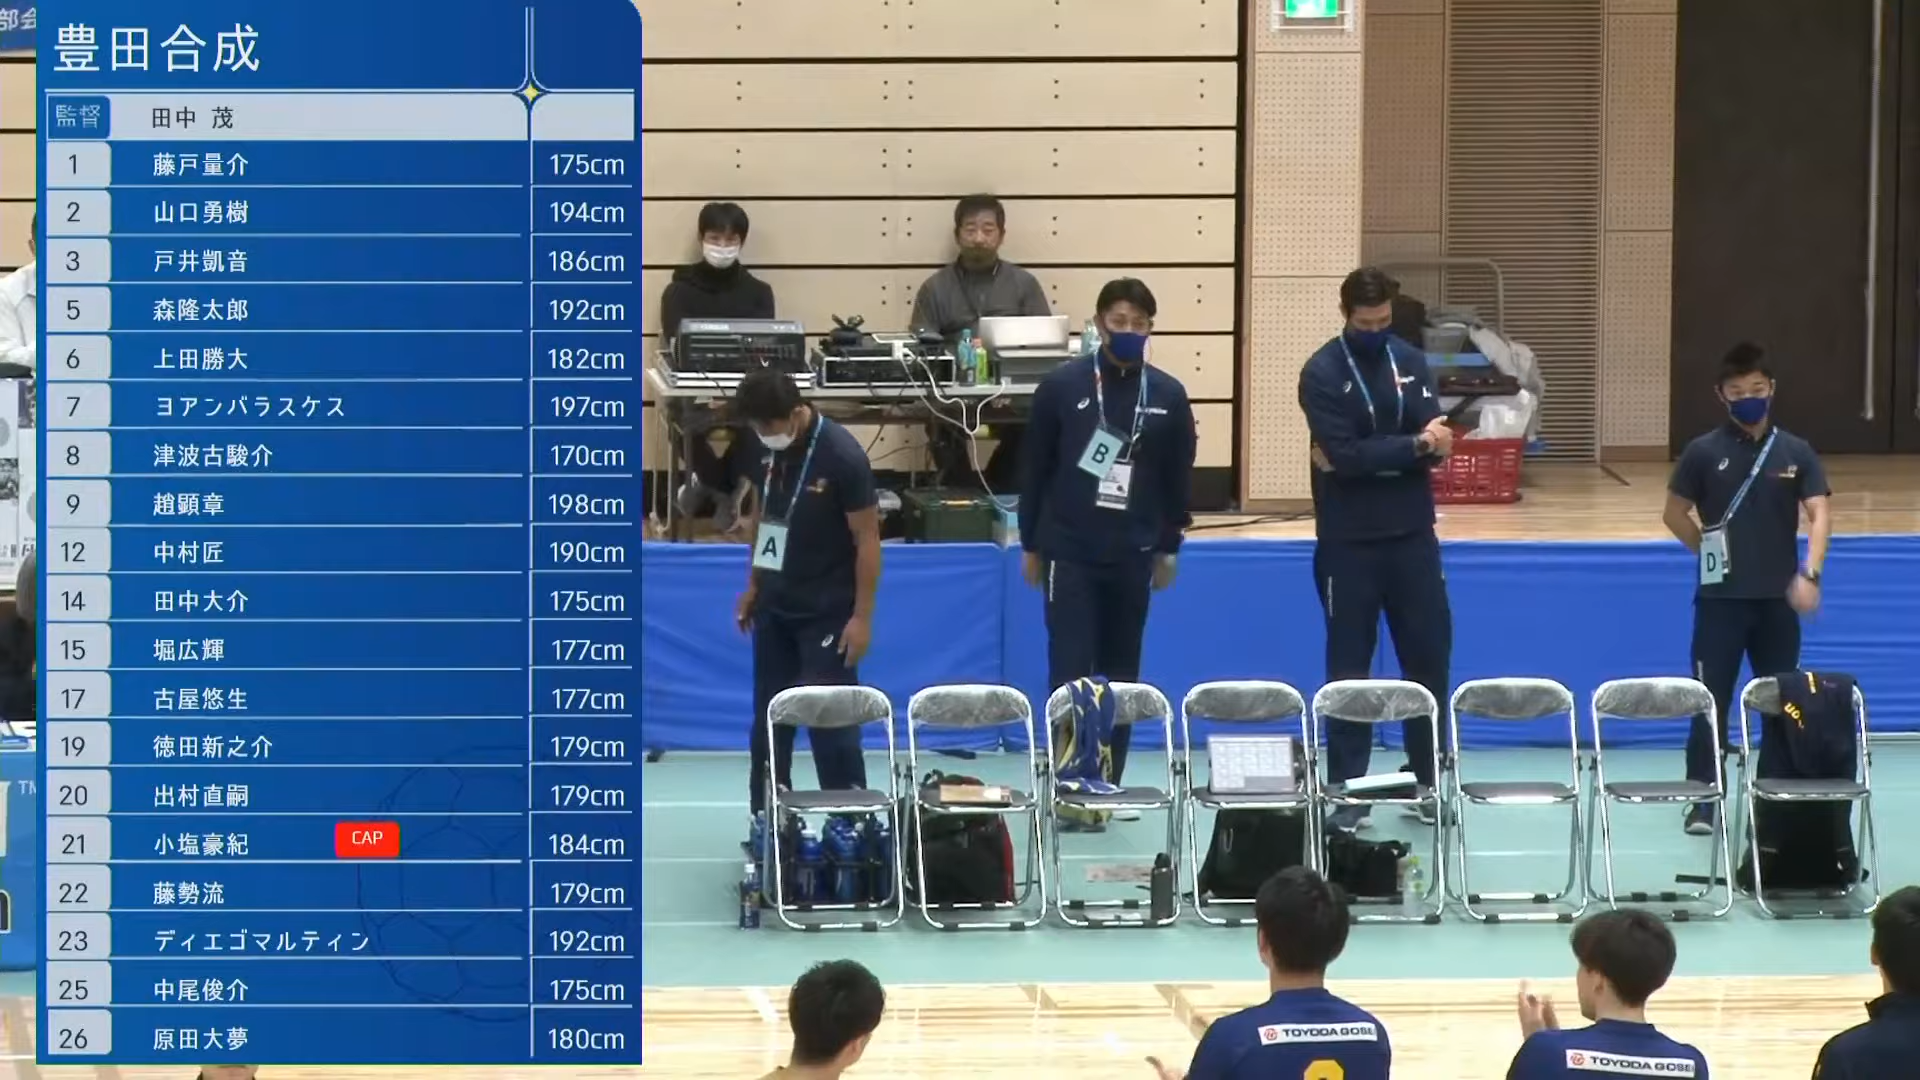 豊田合成
監督 田中 茂
1 藤戸量介 175cm
2 山口勇樹 194cm
3 戸井凱音 186cm
5 森隆太郎 192cm
6 上田勝大 182cm
7 ヨアンバラスケス 197cm
8 津波古駿介 170cm
9 趙顕章 198cm
12 中村匠 190cm
14 田中大介 175cm
15 堀広輝 177cm
17 古屋悠生 177cm
19 徳田新之介 179cm
20 出村直嗣 179cm
21 小塩豪紀 CAP 184cm
22 藤勢流 179cm
23 ディエゴマルティン 192cm
25 中尾俊介 175cm
26 原田大夢 180cm
A
B
D
TOYODA GOSEI
TOYODA GOSEI